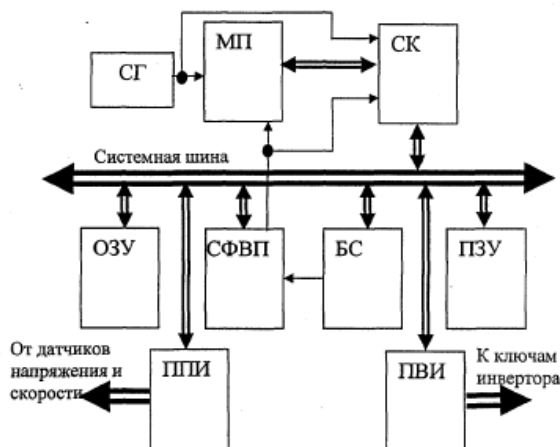 МП
СК
СГ
Системная шина
ОЗУ
СФВП
БС
ПЗУ
От датчиков
напряжения и
скорости
ППИ
ПВИ
К ключам
инвертора